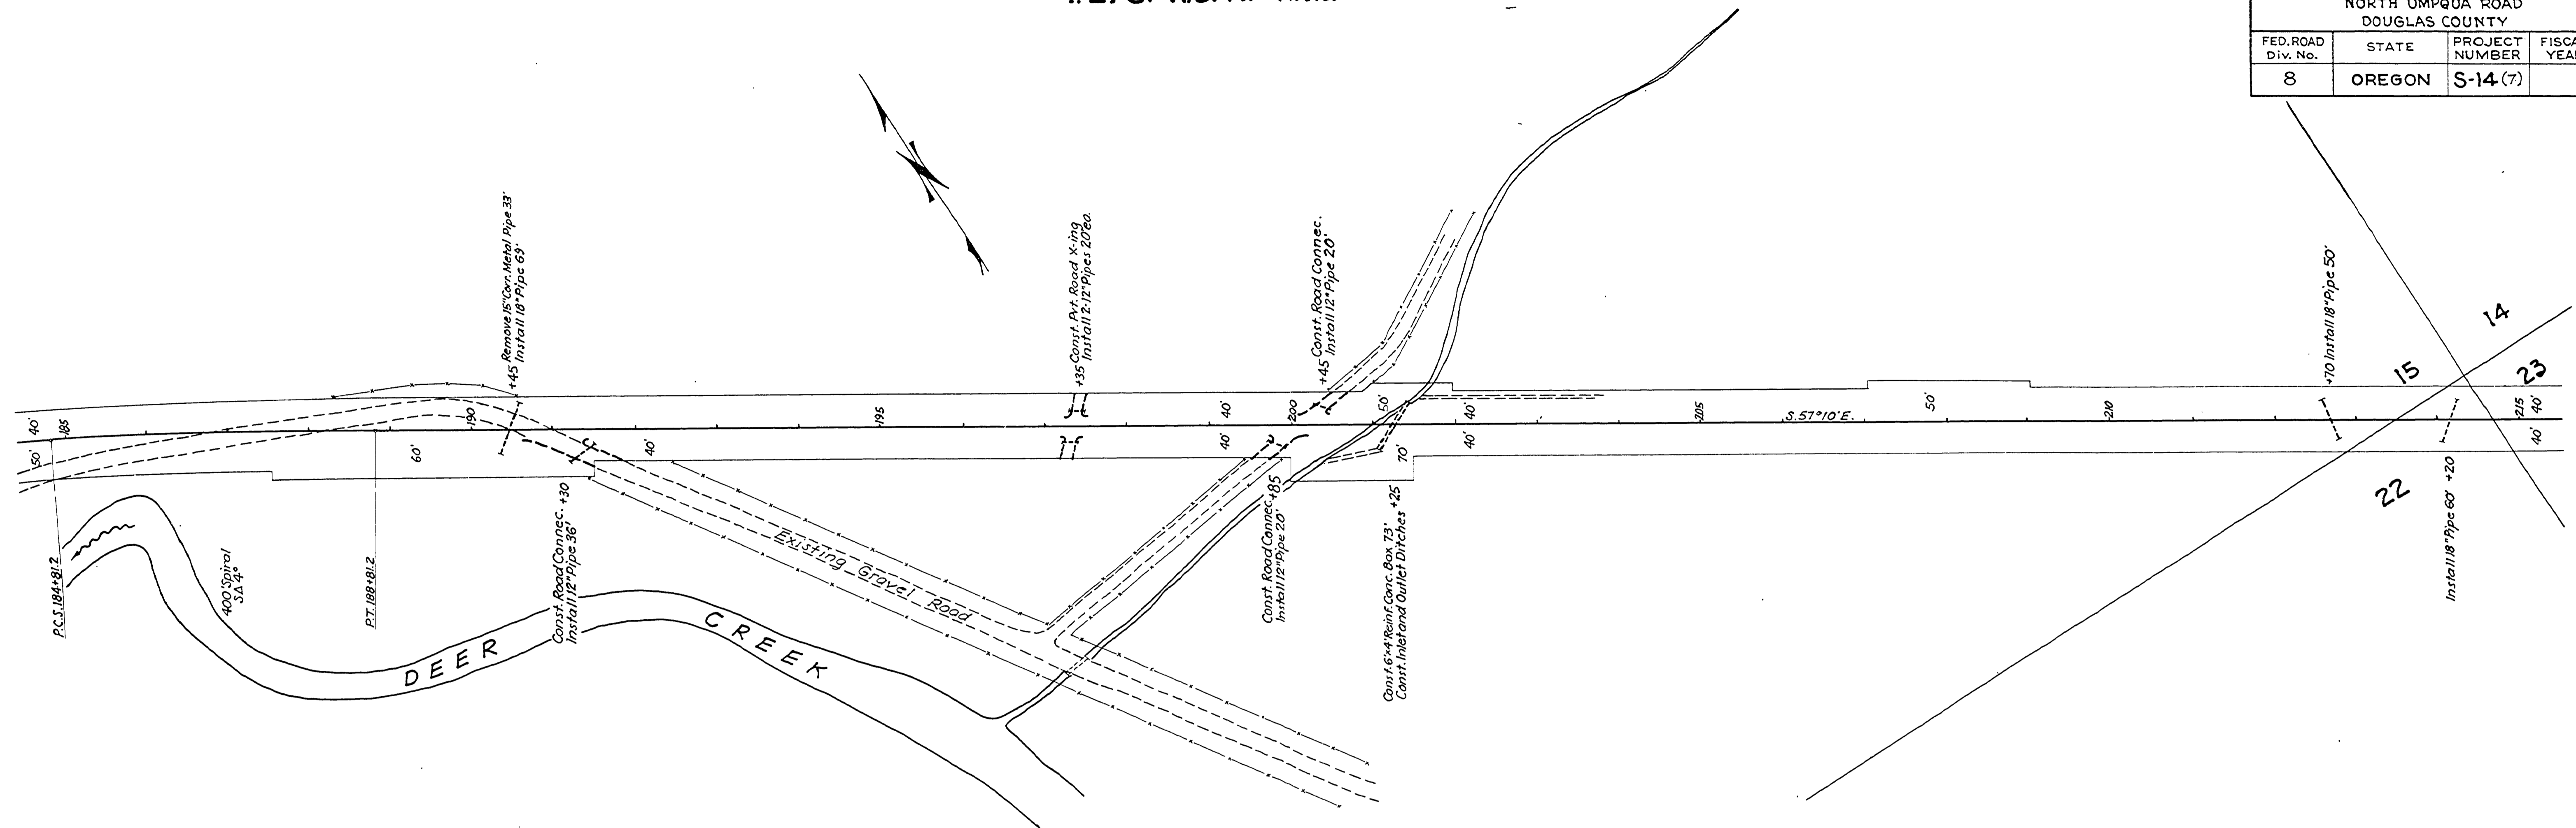 NORTH UMPQUA ROAD
DOUGLAS COUNTY
FED. ROAD Div. No.
STATE
PROJECT NUMBER
8
OREGON
S-14(7)
+45 Remove 15" Corr. Metal Pipe 33'
Install 18" Pipe 69'
+35 Const. Pvt. Road X-ing
Install 2-12" Pipes 20' ea.
+45 Const. Road Connec.
Install 12" Pipe 20'
+70 Install 18" Pipe 50'
14
15
23
22
40'
185
50'
190
60'
40'
195
40'
40'
200
50'
70'
40'
40'
205
S. 57° 10' E.
50'
210
215
40'
40'
P.C.S. 184+81.2
400' Spiral
SΔ 4°
P.T. 188+81.2
Const. Road Connec. +30
Install 12" Pipe 36'
Existing Gravel Road
Const. Road Connec. +85
Install 12" Pipe 20'
Const. 6'x4' Reinf. Conc. Box 73' +25
Const. Inlet and Outlet Ditches
Install 18" Pipe 60' +20
DEER CREEK